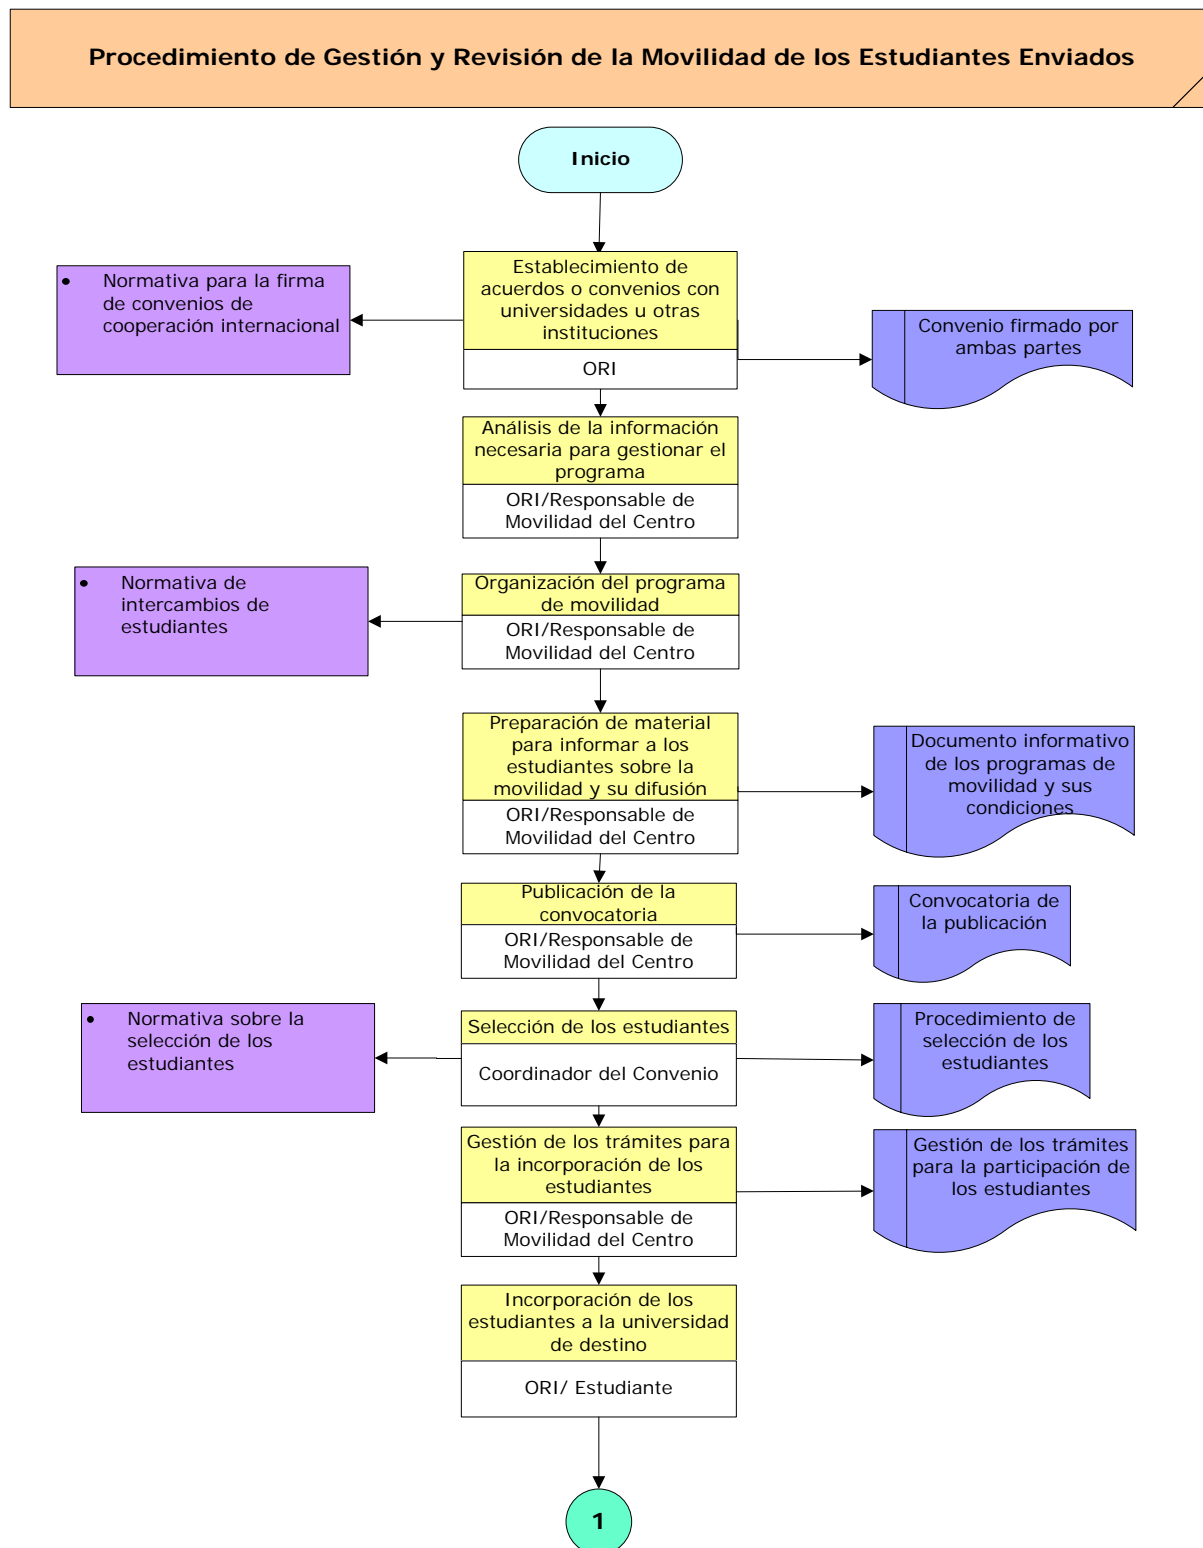 Procedimiento de Gestión y Revisión de la Movilidad de los Estudiantes Enviados
Inicio
Establecimiento de
acuerdos o convenios con
universidades u otras
instituciones
ORI
• Normativa para la firma
de convenios de
cooperación internacional
Convenio firmado por
ambas partes
Análisis de la información
necesaria para gestionar el
programa
ORI/Responsable de
Movilidad del Centro
Organización del programa
de movilidad
ORI/Responsable de
Movilidad del Centro
• Normativa de
intercambios de
estudiantes
Preparación de material
para informar a los
estudiantes sobre la
movilidad y su difusión
ORI/Responsable de
Movilidad del Centro
Documento informativo
de los programas de
movilidad y sus
condiciones
Publicación de la
convocatoria
ORI/Responsable de
Movilidad del Centro
Convocatoria de
la publicación
Selección de los estudiantes
Coordinador del Convenio
• Normativa sobre la
selección de los
estudiantes
Procedimiento de
selección de los
estudiantes
Gestión de los trámites para
la incorporación de los
estudiantes
ORI/Responsable de
Movilidad del Centro
Gestión de los trámites
para la participación de
los estudiantes
Incorporación de los
estudiantes a la universidad
de destino
ORI/ Estudiante
1